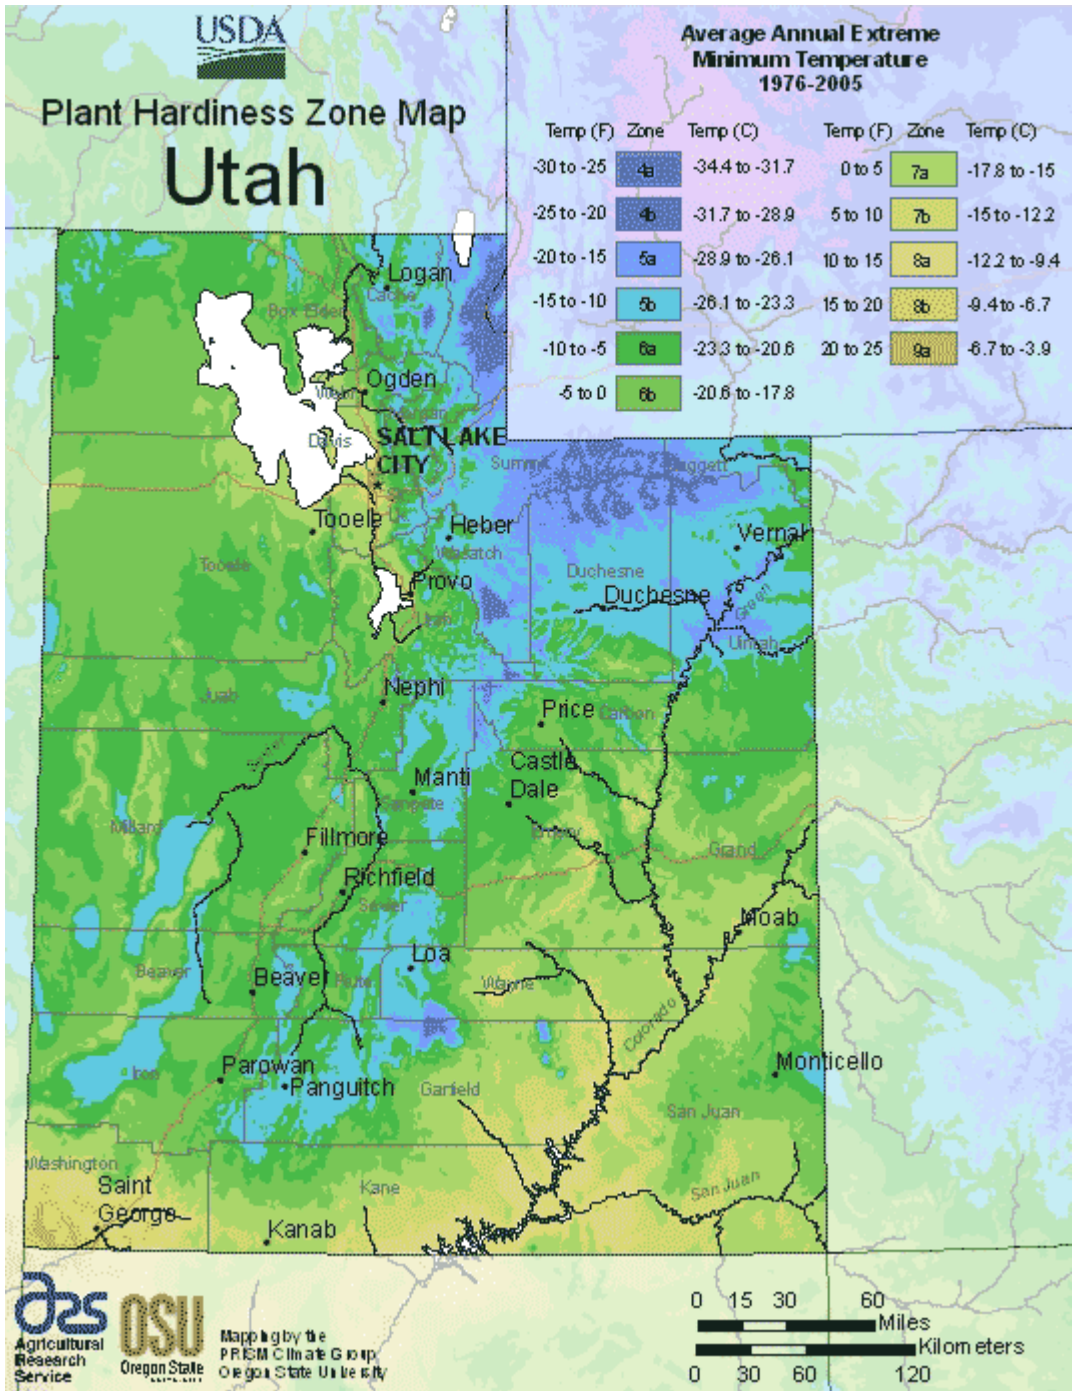 USDA
Plant Hardiness Zone Map
Utah
Average Annual Extreme
Minimum Temperature
1976-2005
Temp (F) Zone Temp (C)
-30 to -25 4a -34.4 to -31.7
-25 to -20 4b -31.7 to -28.9
-20 to -15 5a -28.9 to -26.1
-15 to -10 5b -26.1 to -23.3
-10 to -5 6a -23.3 to -20.6
-5 to 0 6b -20.6 to -17.8
Temp (F) Zone Temp (C)
0 to 5 7a -17.8 to -15
5 to 10 7b -15 to -12.2
10 to 15 8a -12.2 to -9.4
15 to 20 8b -9.4 to -6.7
20 to 25 9a -6.7 to -3.9
Logan
Cache
Box Elder
Ogden
Weber
Morgan
Davis
SALT LAKE
CITY
Summit
Daggett
Tooele
Heber
Vernal
Wasatch
Tooele
Duchesne
Provo
Duchesne
Green
Utah
Uintah
Nephi
Juab
Price
Carbon
Castle
Dale
Manti
Sanpete
Millard
Fillmore
Emery
Grand
Richfield
Sevier
Moab
Loa
Beaver
Beaver
Piute
Wayne
Colorado
Parowan
Iron
Panguitch
Garfield
Monticello
San Juan
Washington
Saint
George
Kane
San Juan
Kanab
Agricultural
Research
Service
OSU
Oregon State
Mapping by the
PRISM Climate Group
Oregon State University
0 15 30 60
Miles
Kilometers
0 30 60 120